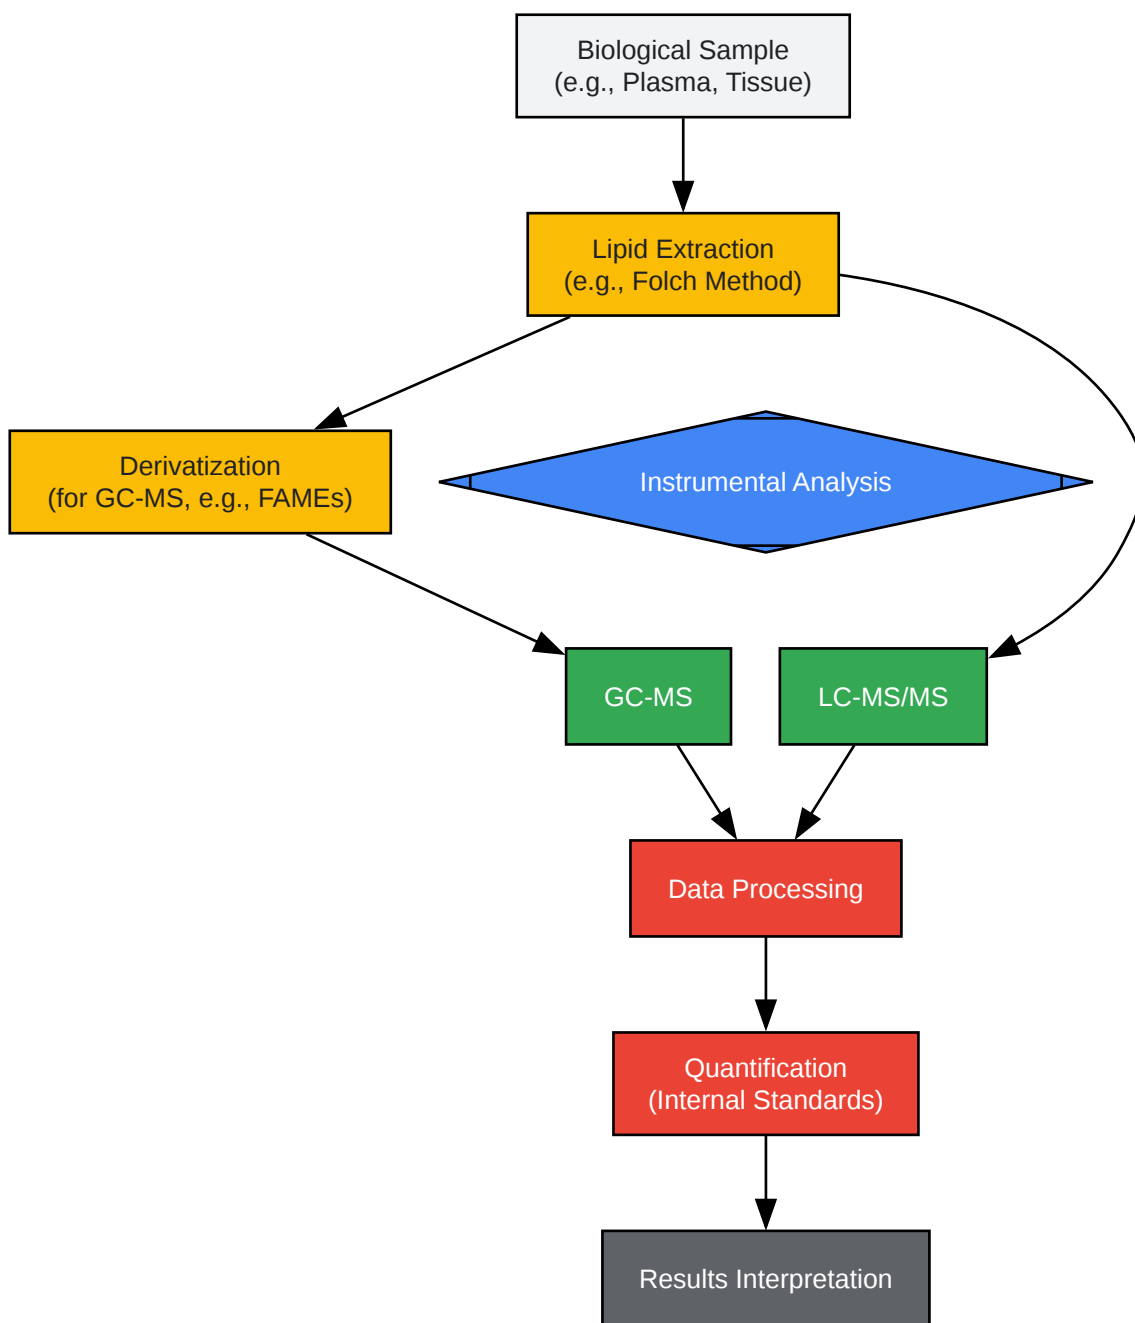 Biological Sample
(e.g., Plasma, Tissue)
Lipid Extraction
(e.g., Folch Method)
Derivatization
(for GC-MS, e.g., FAMEs)
Instrumental Analysis
GC-MS
LC-MS/MS
Data Processing
Quantification
(Internal Standards)
Results Interpretation